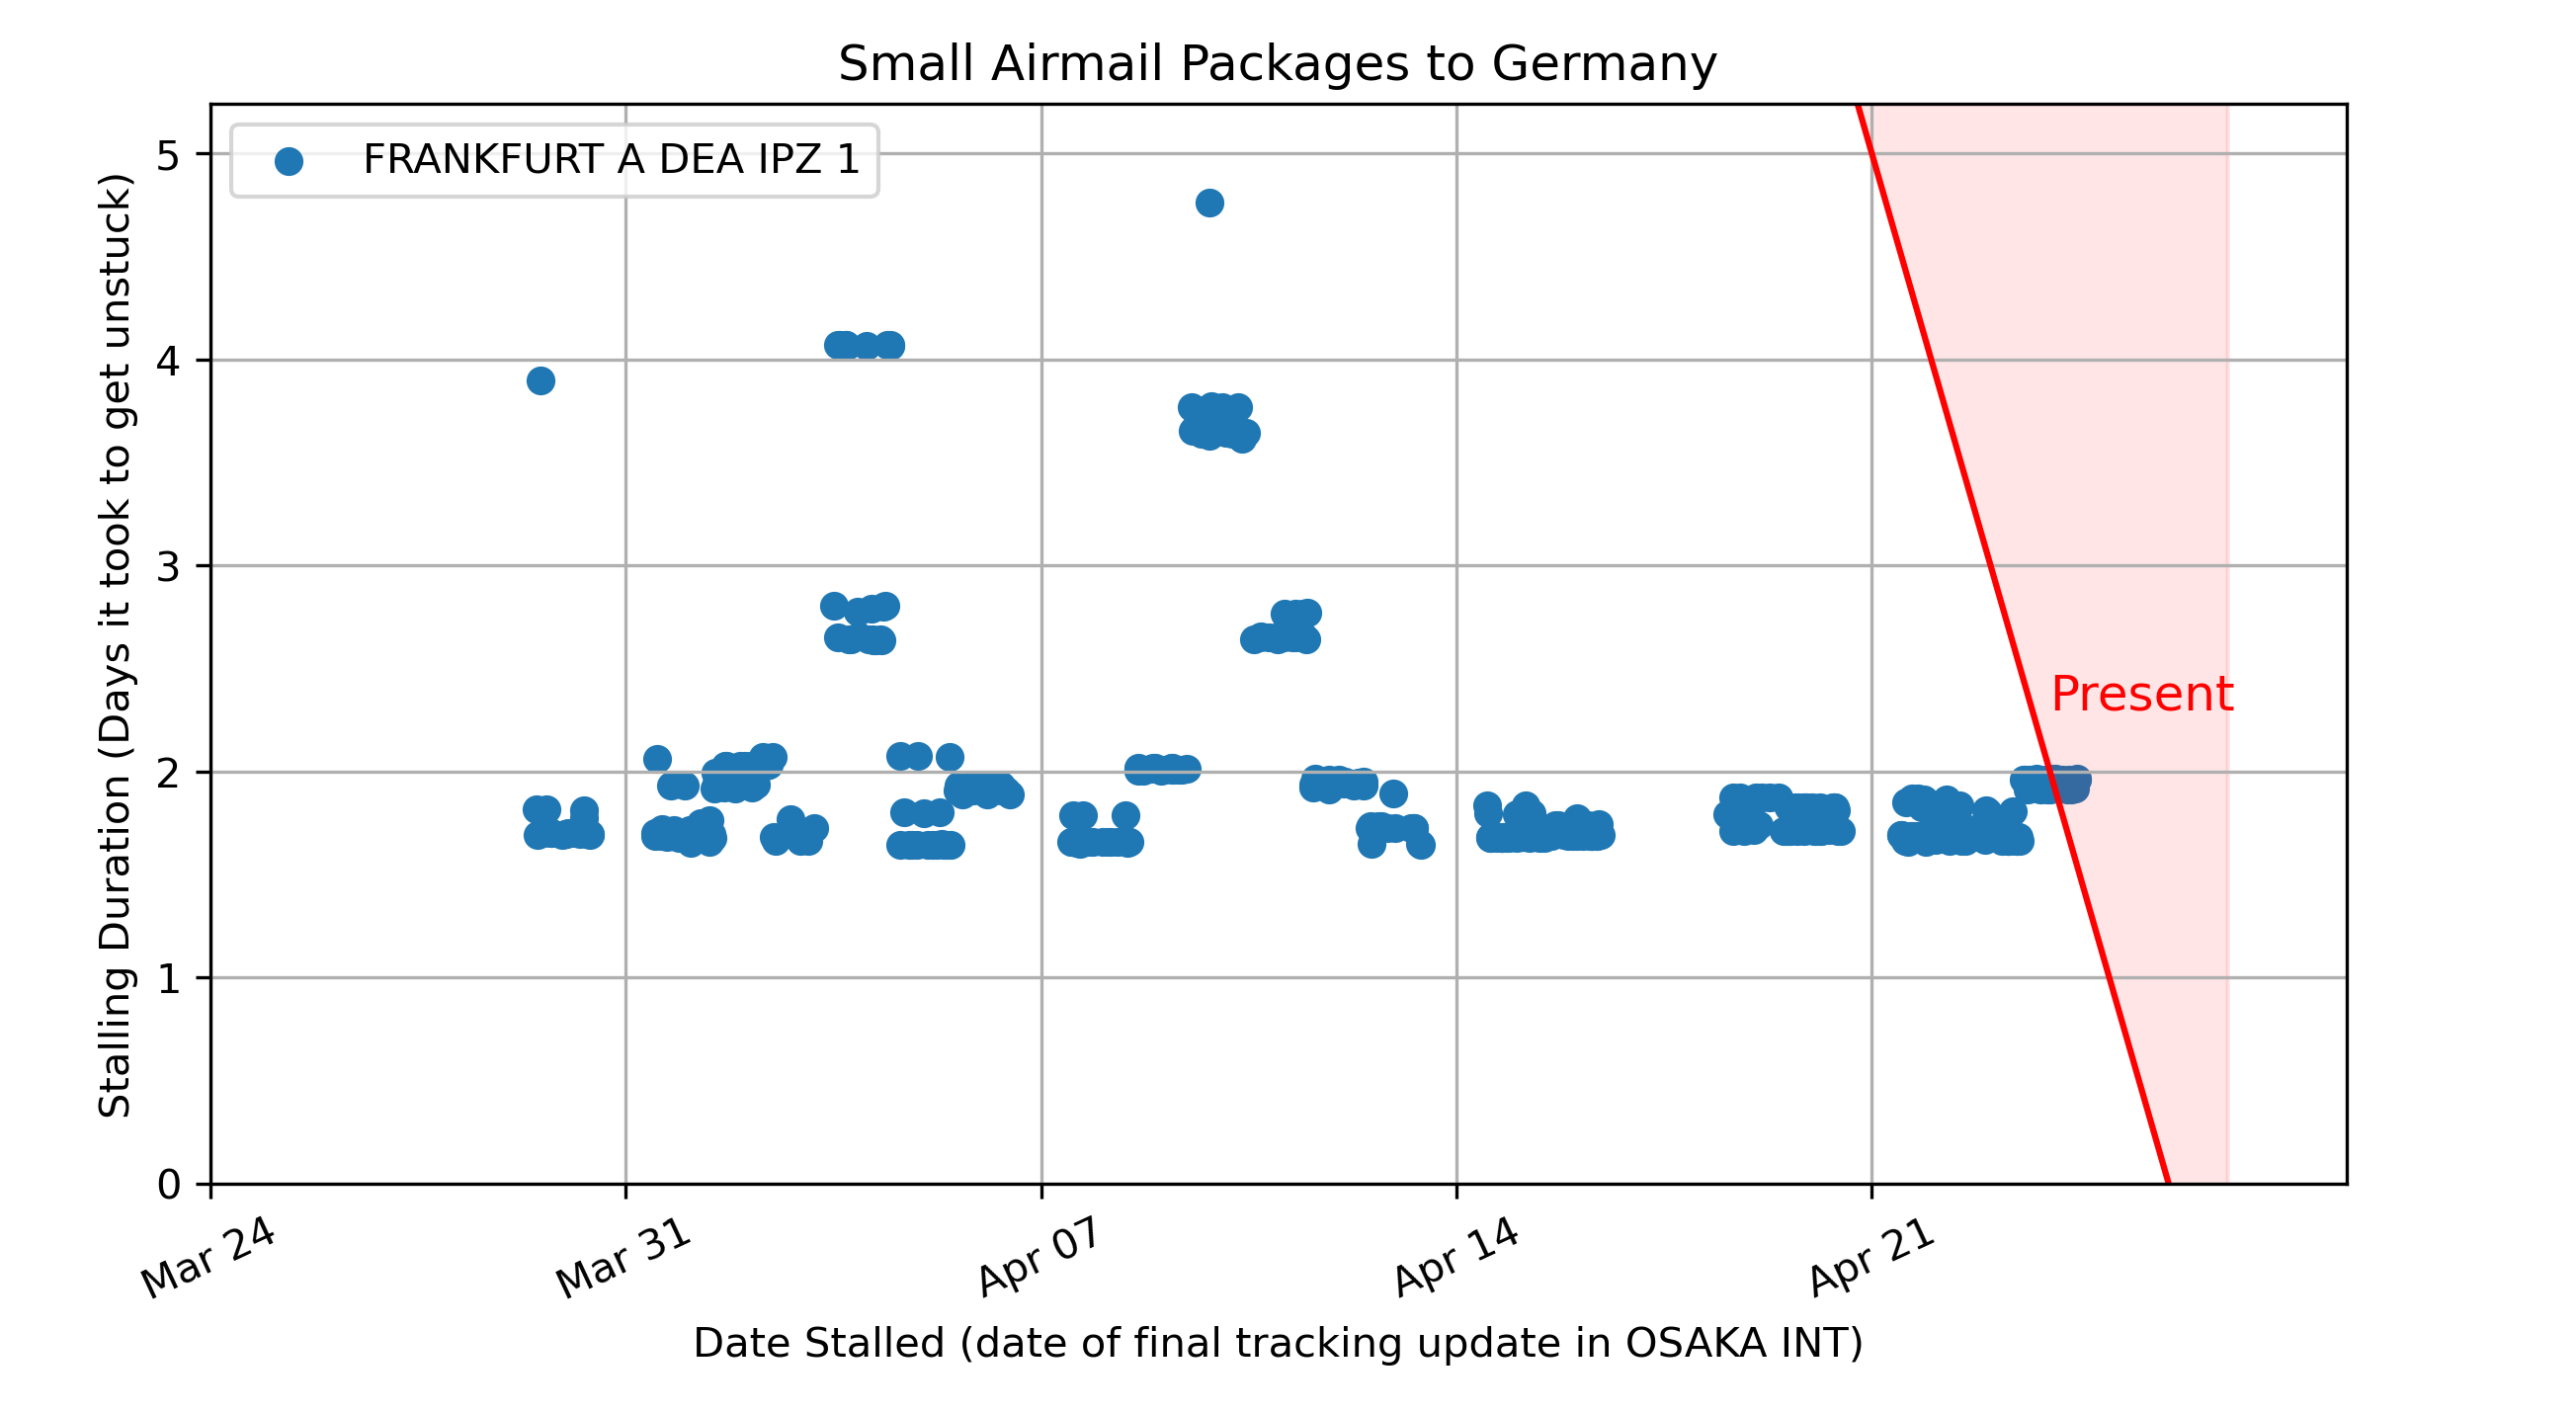 Small Airmail Packages to Germany
FRANKFURT A DEA IPZ 1
Stalling Duration (Days it took to get unstuck)
5
4
3
2
1
0
Present
Mar 24
Mar 31
Apr 07
Apr 14
Apr 21
Date Stalled (date of final tracking update in OSAKA INT)